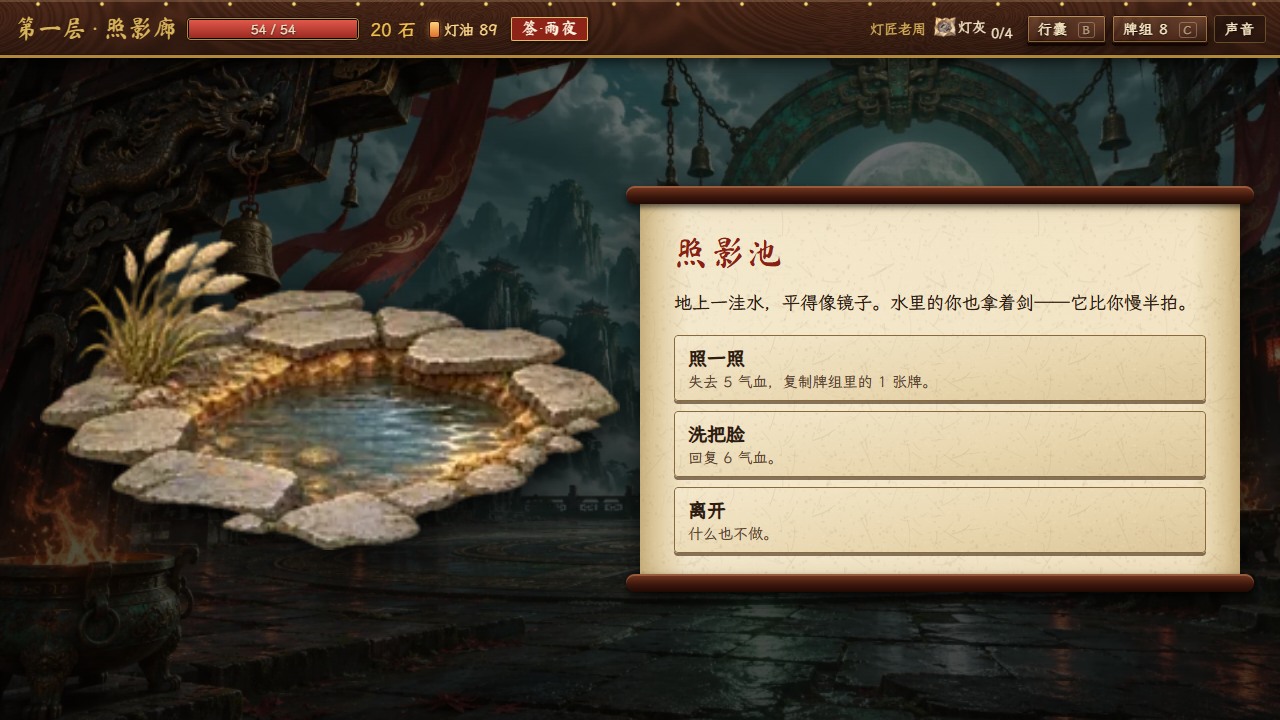 第一层·照影廊
54 / 54
20 石
灯油 89
签·雨夜
灯匠老周
灯灰 0/4
行囊 B
牌组 8 C
声音
照影池
地上一洼水，平得像镜子。水里的你也拿着剑——它比你慢半拍。
照一照
失去 5 气血，复制牌组里的 1 张牌。
洗把脸
回复 6 气血。
离开
什么也不做。